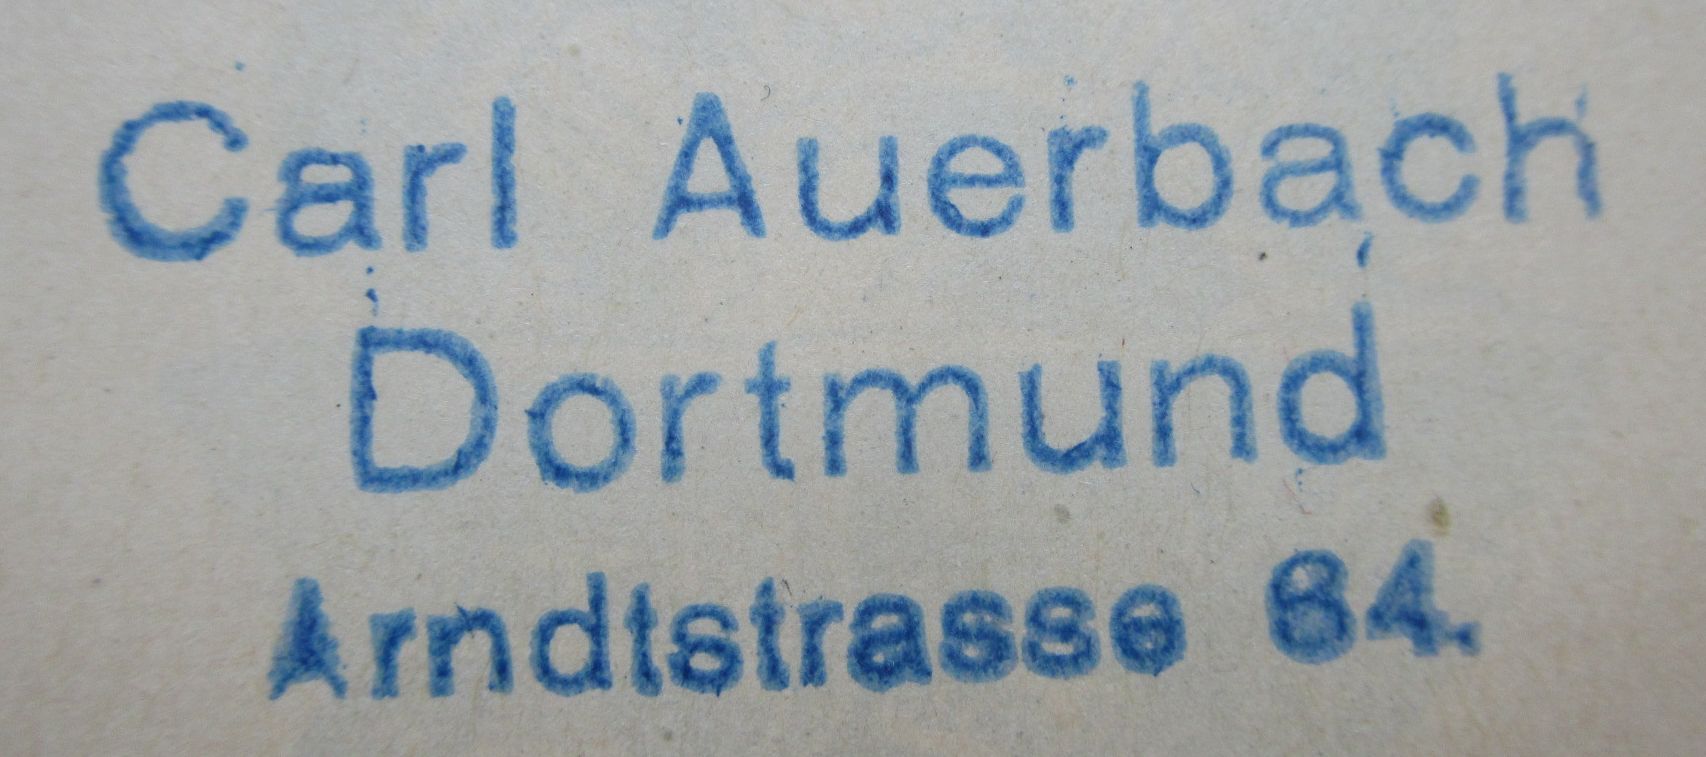 Carl Auerbach
Dortmund
Arndtstrasse 64.